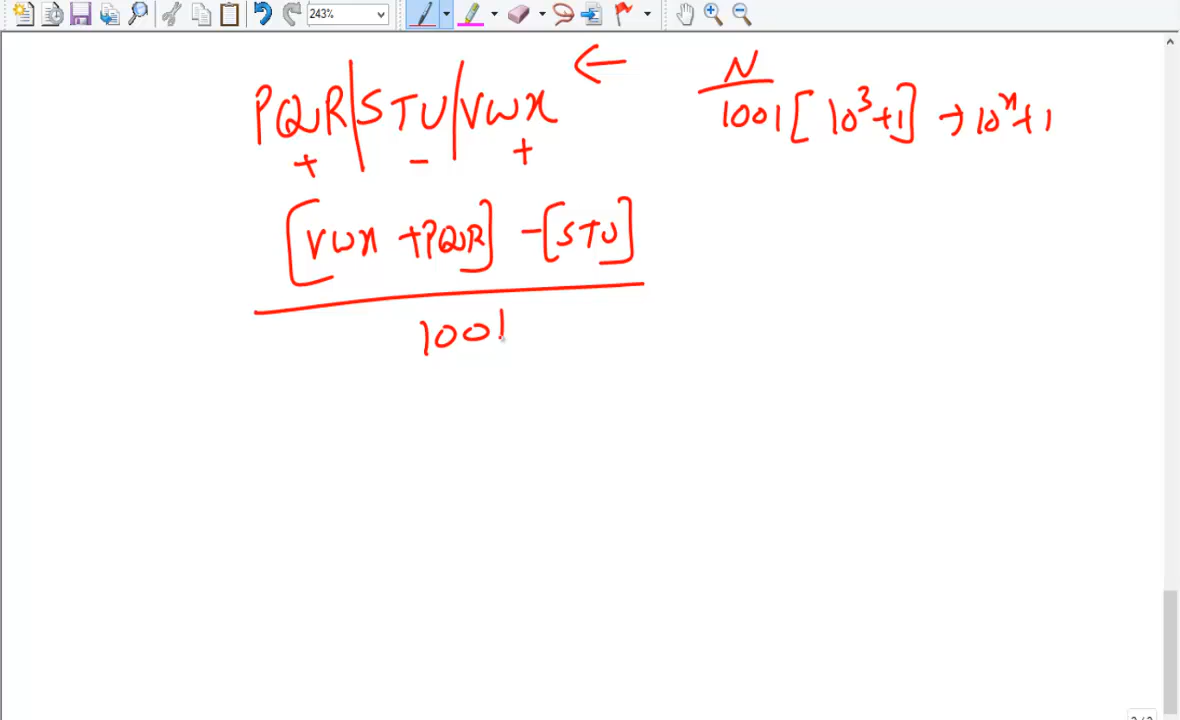 243%
PQR|STU|VWX ←
+ - +
N
1001 [10³+1] → 10ⁿ+1
[VWX +PQR] -[STU]
1001